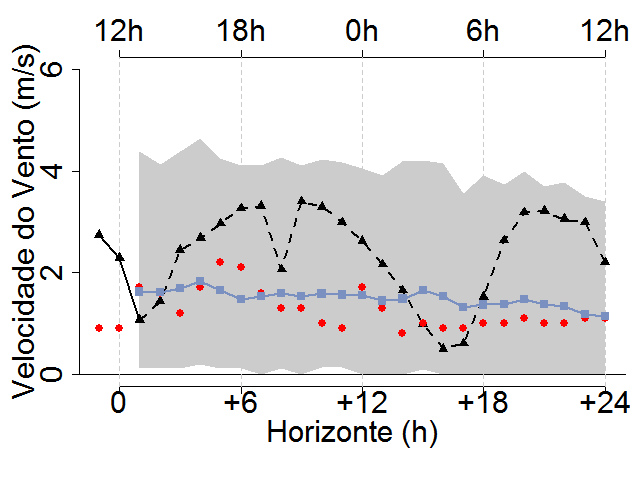 12h 18h 0h 6h 12h
Velocidade do Vento (m/s)
6
4
2
0
0 +6 +12 +18 +24
Horizonte (h)